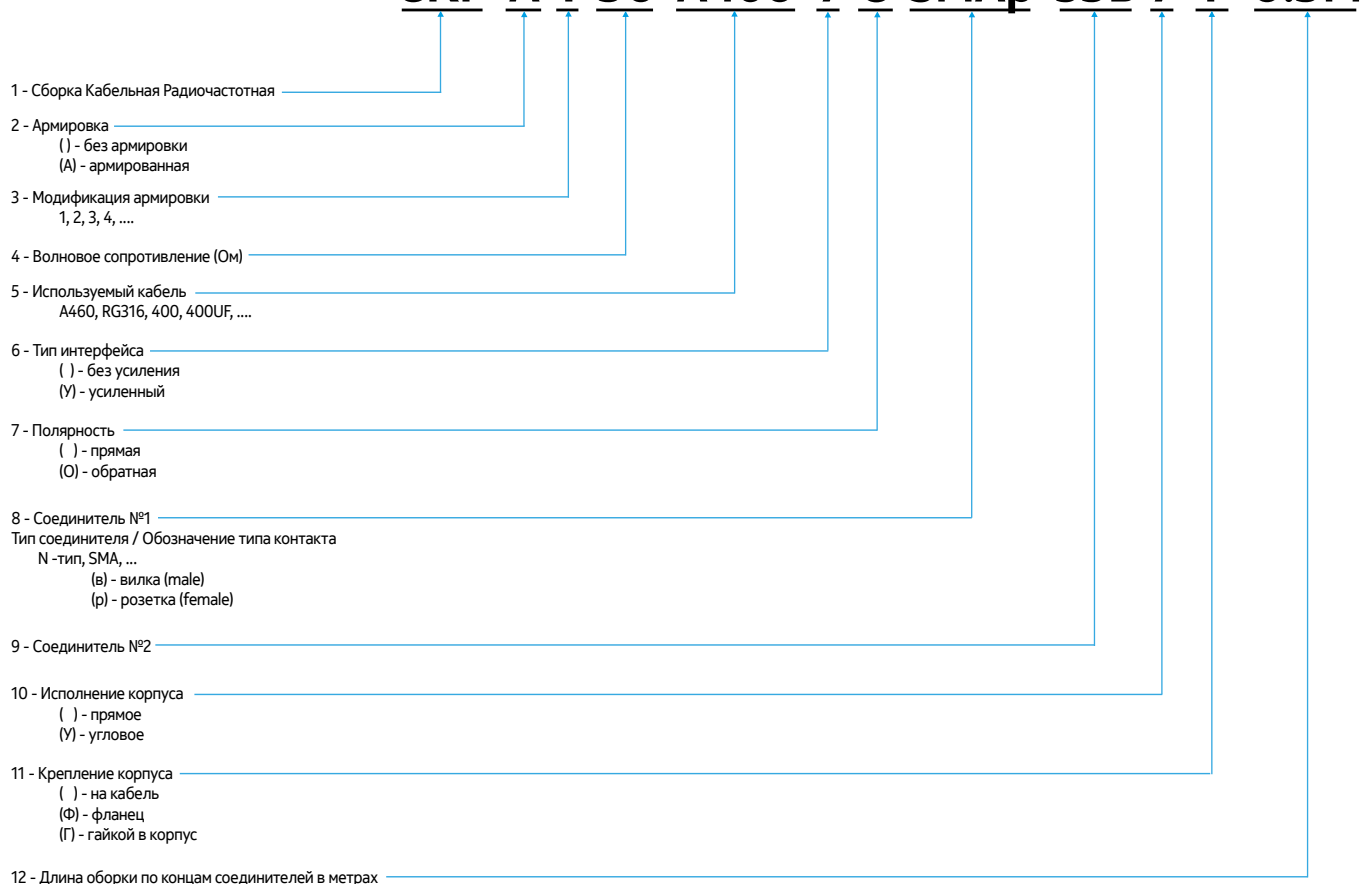 1 - Сборка Кабельная Радиочастотная
2 - Армировка
( ) - без армировки
(А) - армированная
3 - Модификация армировки
1, 2, 3, 4, ....
4 - Волновое сопротивление (Ом)
5 - Используемый кабель
A460, RG316, 400, 400UF, ....
6 - Тип интерфейса
( ) - без усиления
(У) - усиленный
7 - Полярность
( ) - прямая
(О) - обратная
8 - Соединитель №1
Тип соединителя / Обозначение типа контакта
N -тип, SMA, ...
(в) - вилка (male)
(р) - розетка (female)
9 - Соединитель №2
10 - Исполнение корпуса
( ) - прямое
(У) - угловое
11 - Крепление корпуса
( ) - на кабель
(Ф) - фланец
(Г) - гайкой в корпус
12 - Длина оборки по концам соединителей в метрах